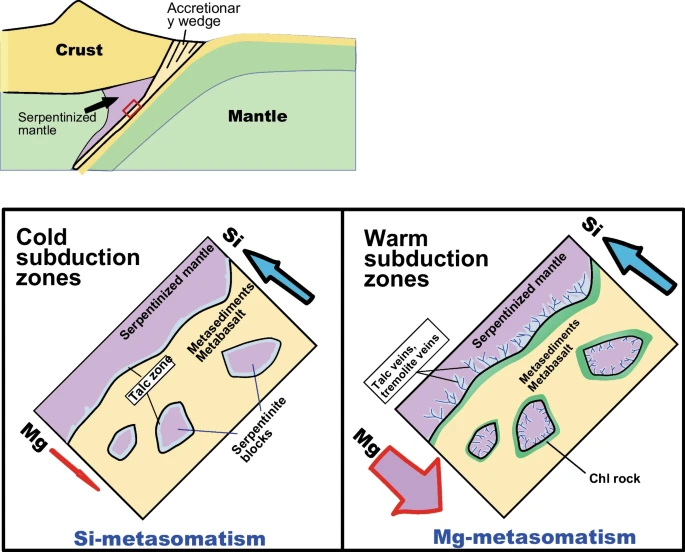 Accretionar
y wedge
Crust
Serpentinized
mantle
Mantle
Cold
subduction
zones
Si
Serpentinized mantle
Metasediments
Metabasalt
Talc zone
Serpentinite
blocks
Mg
Si-metasomatism
Warm
subduction
zones
Si
Serpentinized mantle
Talc veins,
tremolite veins
Metasediments
Metabasalt
Mg
Chl rock
Mg-metasomatism